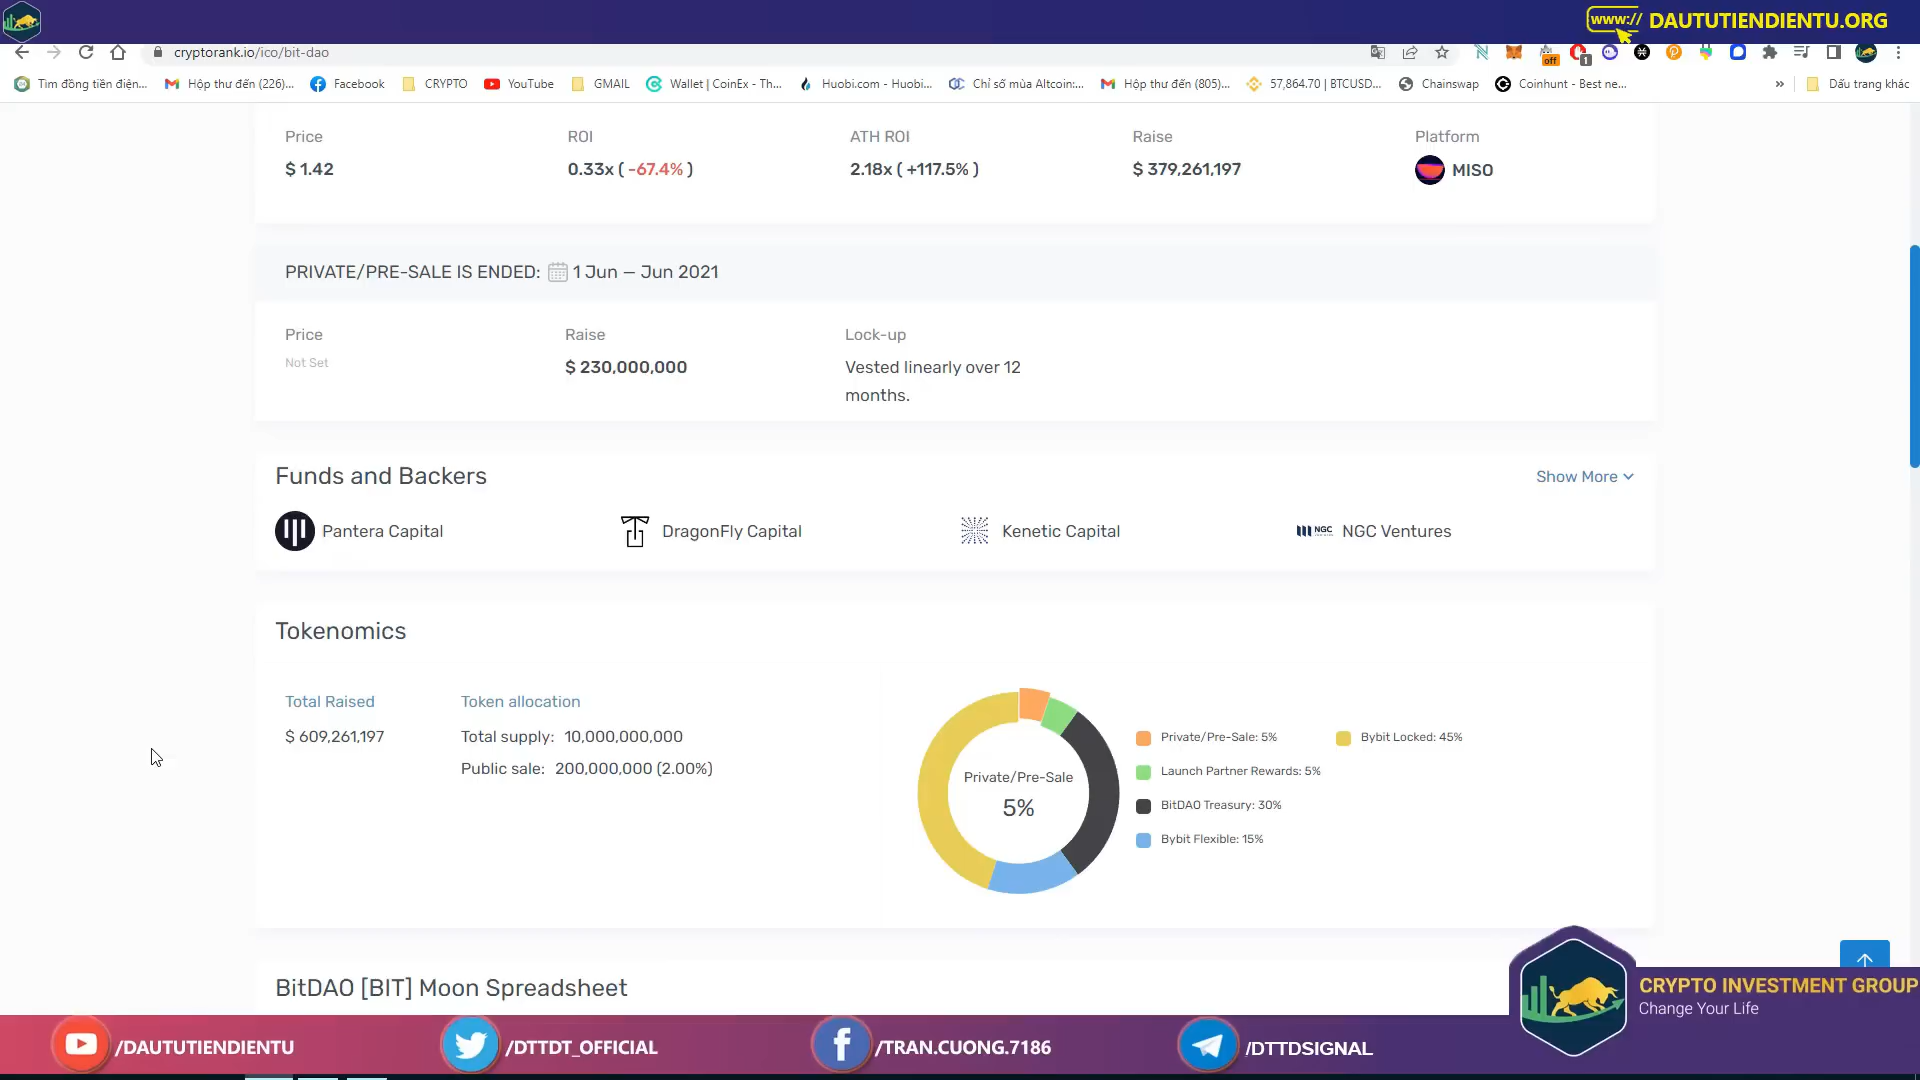 www:// DAUTUTIENDIENTU.ORG
cryptorank.io/ico/bit-dao
off
1
Tìm đồng tiền điện...
Hộp thư đến (226)...
Facebook
CRYPTO
YouTube
GMAIL
Wallet | CoinEx - Th...
Huobi.com - Huobi...
Chỉ số mùa Altcoin:...
Hộp thư đến (805)...
57,864.70 | BTCUSD...
Chainswap
Coinhunt - Best ne...
»
Dấu trang khác
Price
ROI
ATH ROI
Raise
Platform
$ 1.42
0.33x ( -67.4% )
2.18x ( +117.5% )
$ 379,261,197
MISO
PRIVATE/PRE-SALE IS ENDED: 1 Jun — Jun 2021
Price
Raise
Lock-up
Not Set
$ 230,000,000
Vested linearly over 12
months.
Funds and Backers
Show More
Pantera Capital
DragonFly Capital
Kenetic Capital
NGC
NGC Ventures
Tokenomics
Total Raised
Token allocation
$ 609,261,197
Total supply: 10,000,000,000
Public sale: 200,000,000 (2.00%)
Private/Pre-Sale
5%
Private/Pre-Sale: 5%
Bybit Locked: 45%
Launch Partner Rewards: 5%
BitDAO Treasury: 30%
Bybit Flexible: 15%
BitDAO [BIT] Moon Spreadsheet
CRYPTO INVESTMENT GROUP
Change Your Life
/DAUTUTIENDIENTU
/DTTDT_OFFICIAL
/TRAN.CUONG.7186
/DTTDSIGNAL